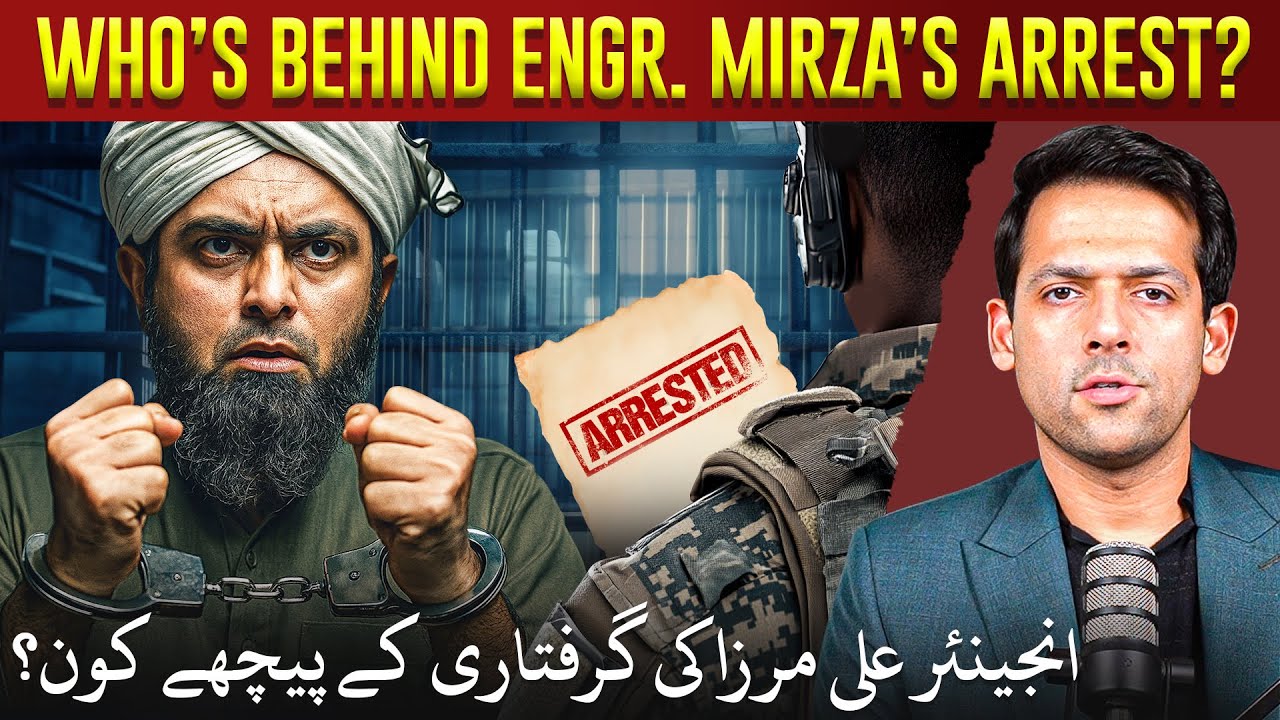 WHO'S BEHIND ENGR. MIRZA'S ARREST?
ARRESTED
انجینئر علی مرزا کی گرفتاری کے پیچھے کون؟